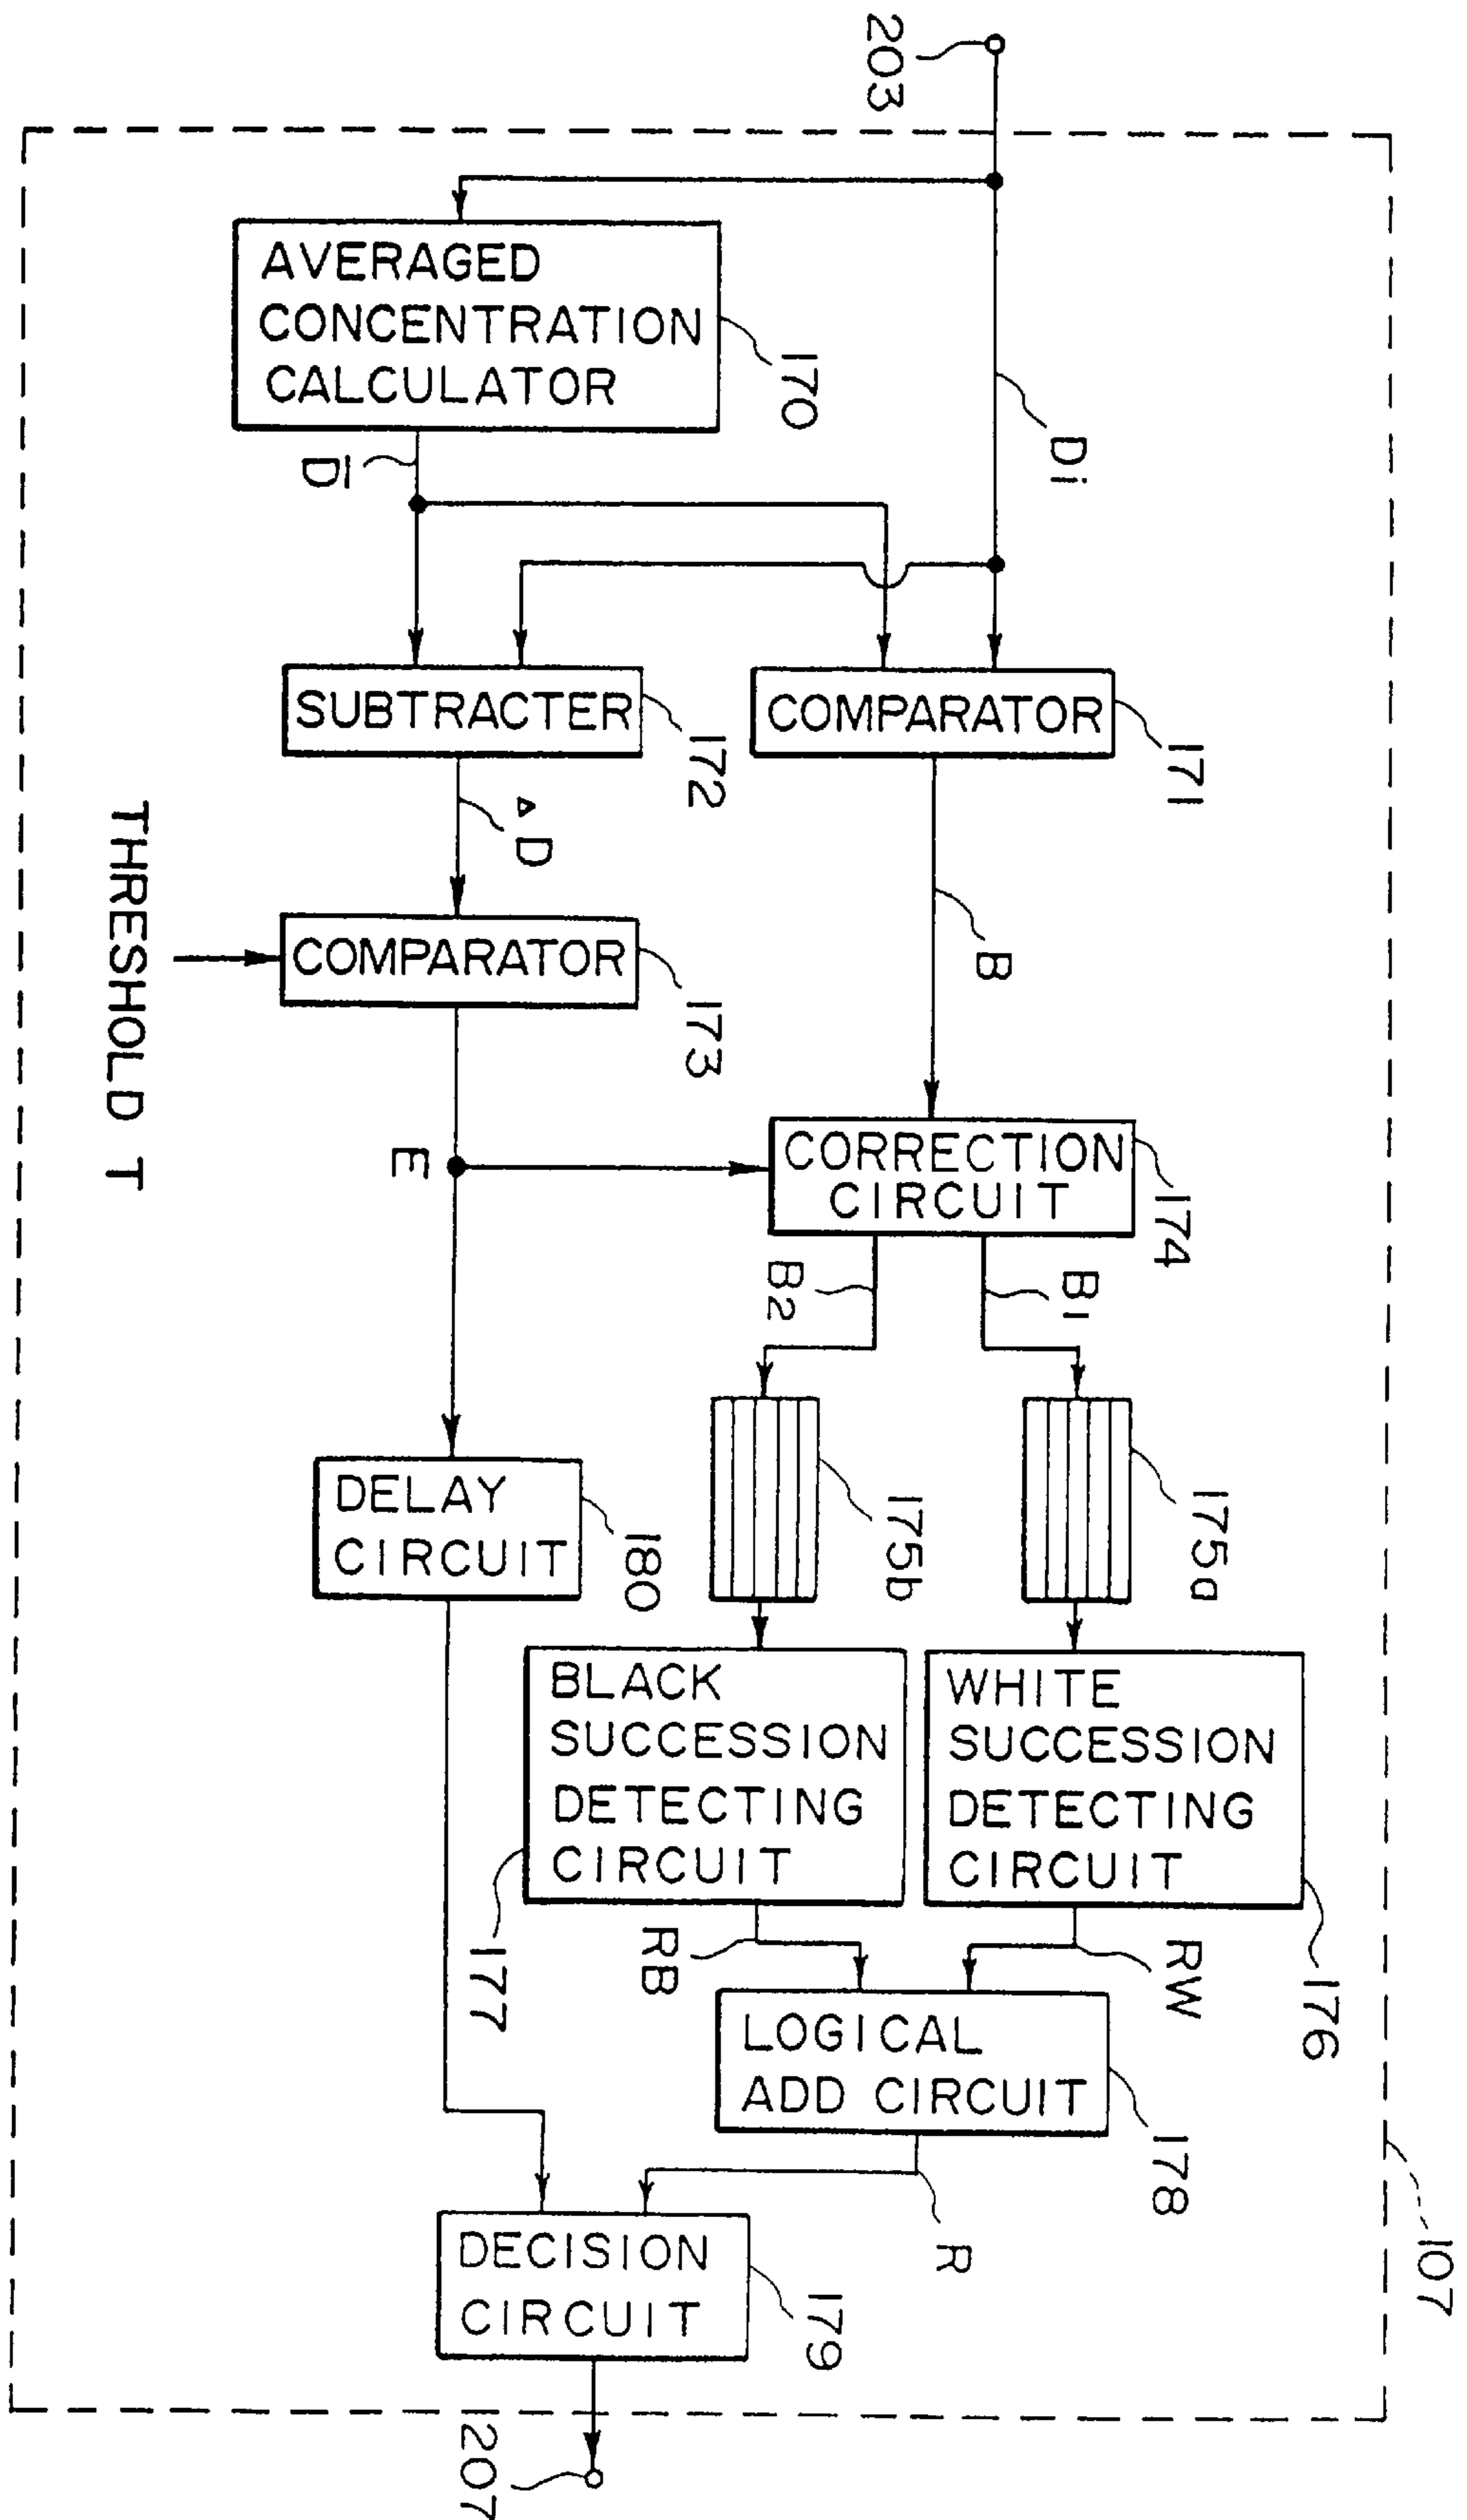 203
AVERAGED
CONCENTRATION
CALCULATOR
170
Di
D̅
SUBTRACTER
172
COMPARATOR
171
ΔD
B
THRESHOLD T
COMPARATOR
173
E
CORRECTION
CIRCUIT
174
B2
B1
DELAY
CIRCUIT
180
175b
175a
BLACK
SUCCESSION
DETECTING
CIRCUIT
177
WHITE
SUCCESSION
DETECTING
CIRCUIT
176
RB
RW
LOGICAL
ADD CIRCUIT
178
R
107
DECISION
CIRCUIT
179
207